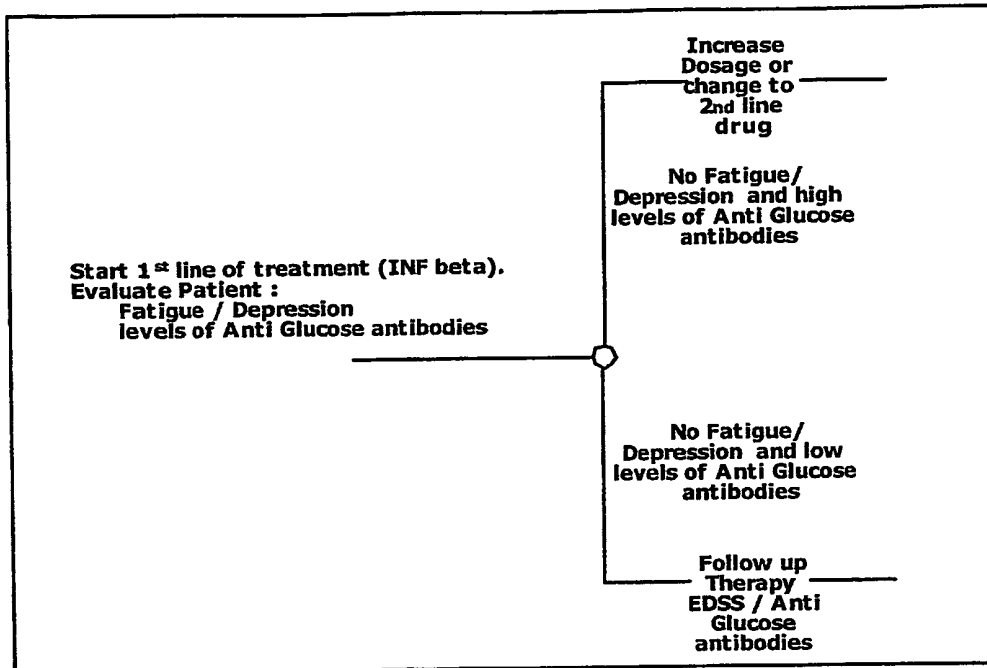 Increase
Dosage or
change to
2nd line
drug
No Fatigue/
Depression and high
levels of Anti Glucose
antibodies
Start 1st line of treatment (INF beta).
Evaluate Patient :
Fatigue / Depression
levels of Anti Glucose antibodies
No Fatigue/
Depression and low
levels of Anti Glucose
antibodies
Follow up
Therapy
EDSS / Anti
Glucose
antibodies